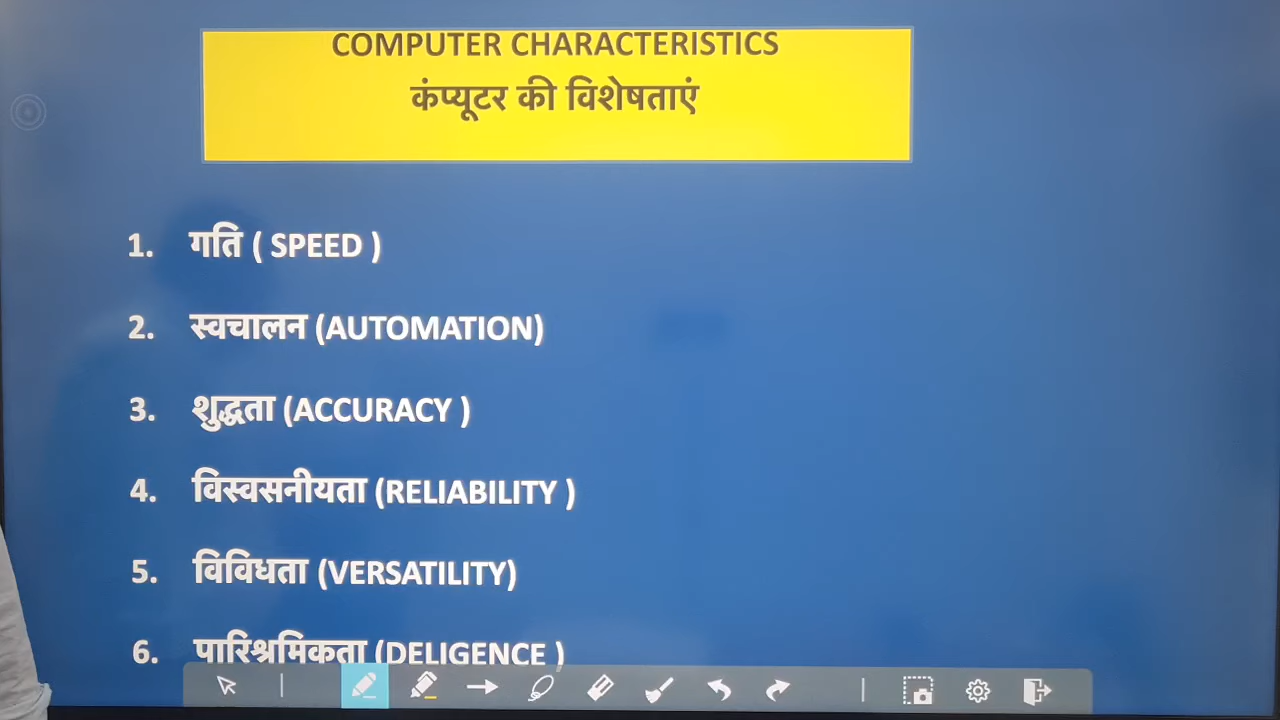 COMPUTER CHARACTERISTICS
कंप्यूटर की विशेषताएं
1. गति ( SPEED )
2. स्वचालन (AUTOMATION)
3. शुद्धता (ACCURACY )
4. विस्वसनीयता (RELIABILITY )
5. विविधता (VERSATILITY)
6. पारिश्रमिकता (DELIGENCE )